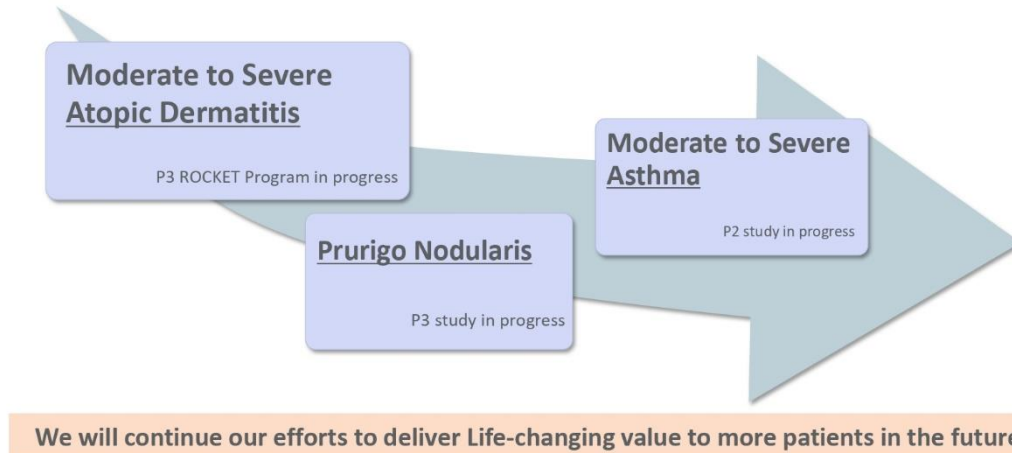 Moderate to Severe
Atopic Dermatitis
P3 ROCKET Program in progress
Prurigo Nodularis
P3 study in progress
Moderate to Severe
Asthma
P2 study in progress
We will continue our efforts to deliver Life-changing value to more patients in the future